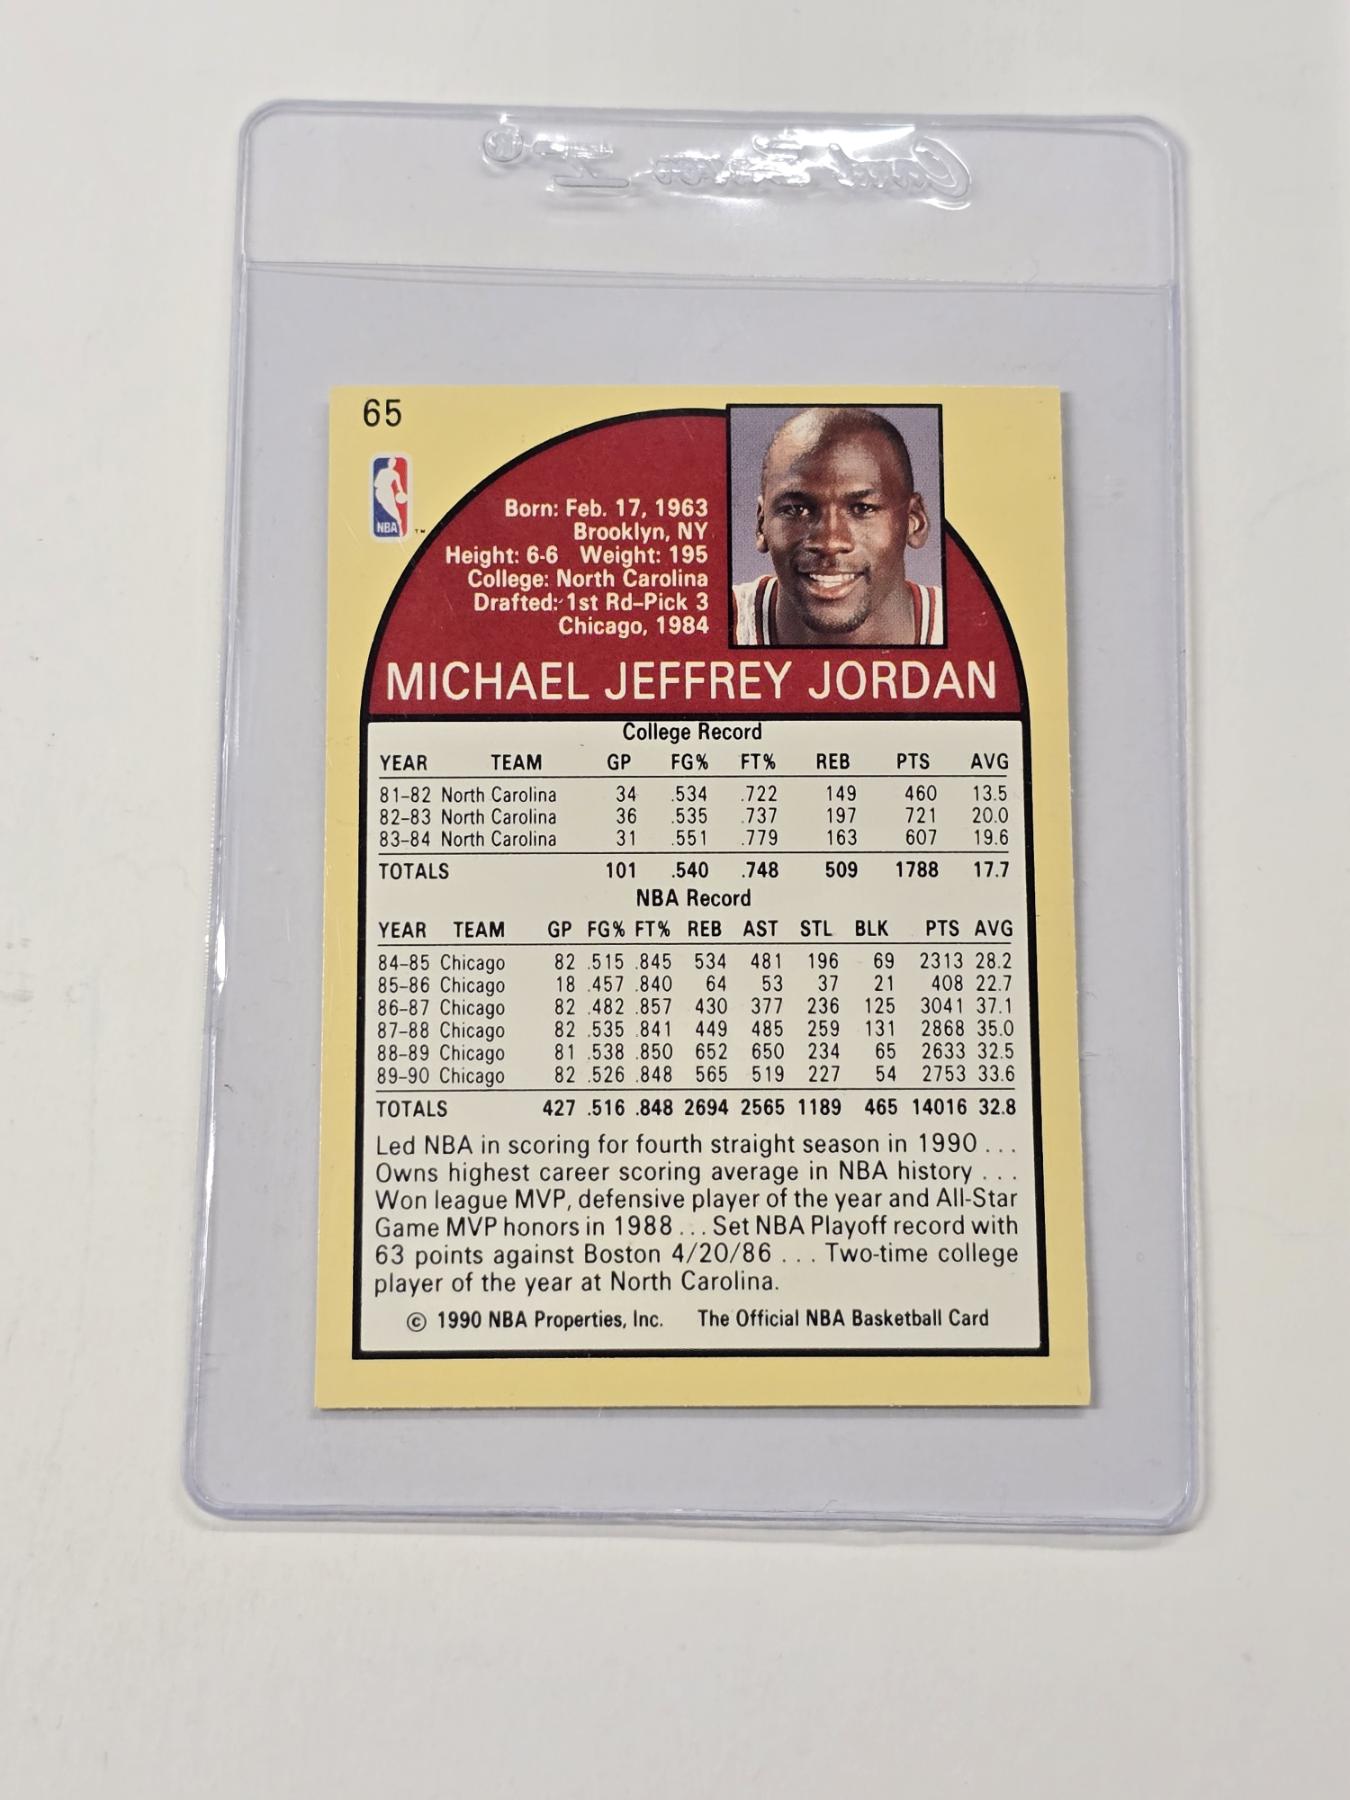 Card Saver I ®
65
NBA ™
Born: Feb. 17, 1963
Brooklyn, NY
Height: 6-6 Weight: 195
College: North Carolina
Drafted: 1st Rd–Pick 3
Chicago, 1984
MICHAEL JEFFREY JORDAN
College Record
YEAR TEAM GP FG% FT% REB PTS AVG
81–82 North Carolina 34 .534 .722 149 460 13.5
82–83 North Carolina 36 .535 .737 197 721 20.0
83–84 North Carolina 31 .551 .779 163 607 19.6
TOTALS 101 .540 .748 509 1788 17.7
NBA Record
YEAR TEAM GP FG% FT% REB AST STL BLK PTS AVG
84–85 Chicago 82 .515 .845 534 481 196 69 2313 28.2
85–86 Chicago 18 .457 .840 64 53 37 21 408 22.7
86–87 Chicago 82 .482 .857 430 377 236 125 3041 37.1
87–88 Chicago 82 .535 .841 449 485 259 131 2868 35.0
88–89 Chicago 81 .538 .850 652 650 234 65 2633 32.5
89–90 Chicago 82 .526 .848 565 519 227 54 2753 33.6
TOTALS 427 .516 .848 2694 2565 1189 465 14016 32.8
Led NBA in scoring for fourth straight season in 1990 . . .
Owns highest career scoring average in NBA history . . .
Won league MVP, defensive player of the year and All-Star
Game MVP honors in 1988 . . . Set NBA Playoff record with
63 points against Boston 4/20/86 . . . Two-time college
player of the year at North Carolina.
© 1990 NBA Properties, Inc. The Official NBA Basketball Card